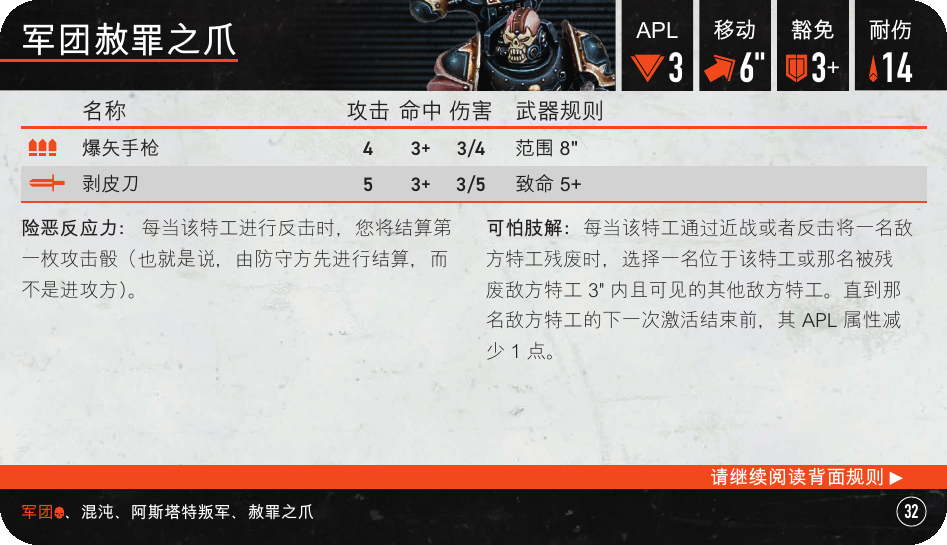 军团赦罪之爪
APL 移动 豁免 耐伤
3 6" 3+ 14
名称 攻击 命中 伤害 武器规则
爆矢手枪 4 3+ 3/4 范围 8"
剥皮刀 5 3+ 3/5 致命 5+
险恶反应力： 每当该特工进行反击时，您将结算第
一枚攻击骰（也就是说，由防守方先进行结算，而
不是进攻方）。
可怕肢解：每当该特工通过近战或者反击将一名敌
方特工残废时，选择一名位于该特工或那名被残
废敌方特工 3" 内且可见的其他敌方特工。直到那
名敌方特工的下一次激活结束前，其 APL 属性减
少 1 点。
请继续阅读背面规则 ▶
军团、混沌、阿斯塔特叛军、赦罪之爪
32